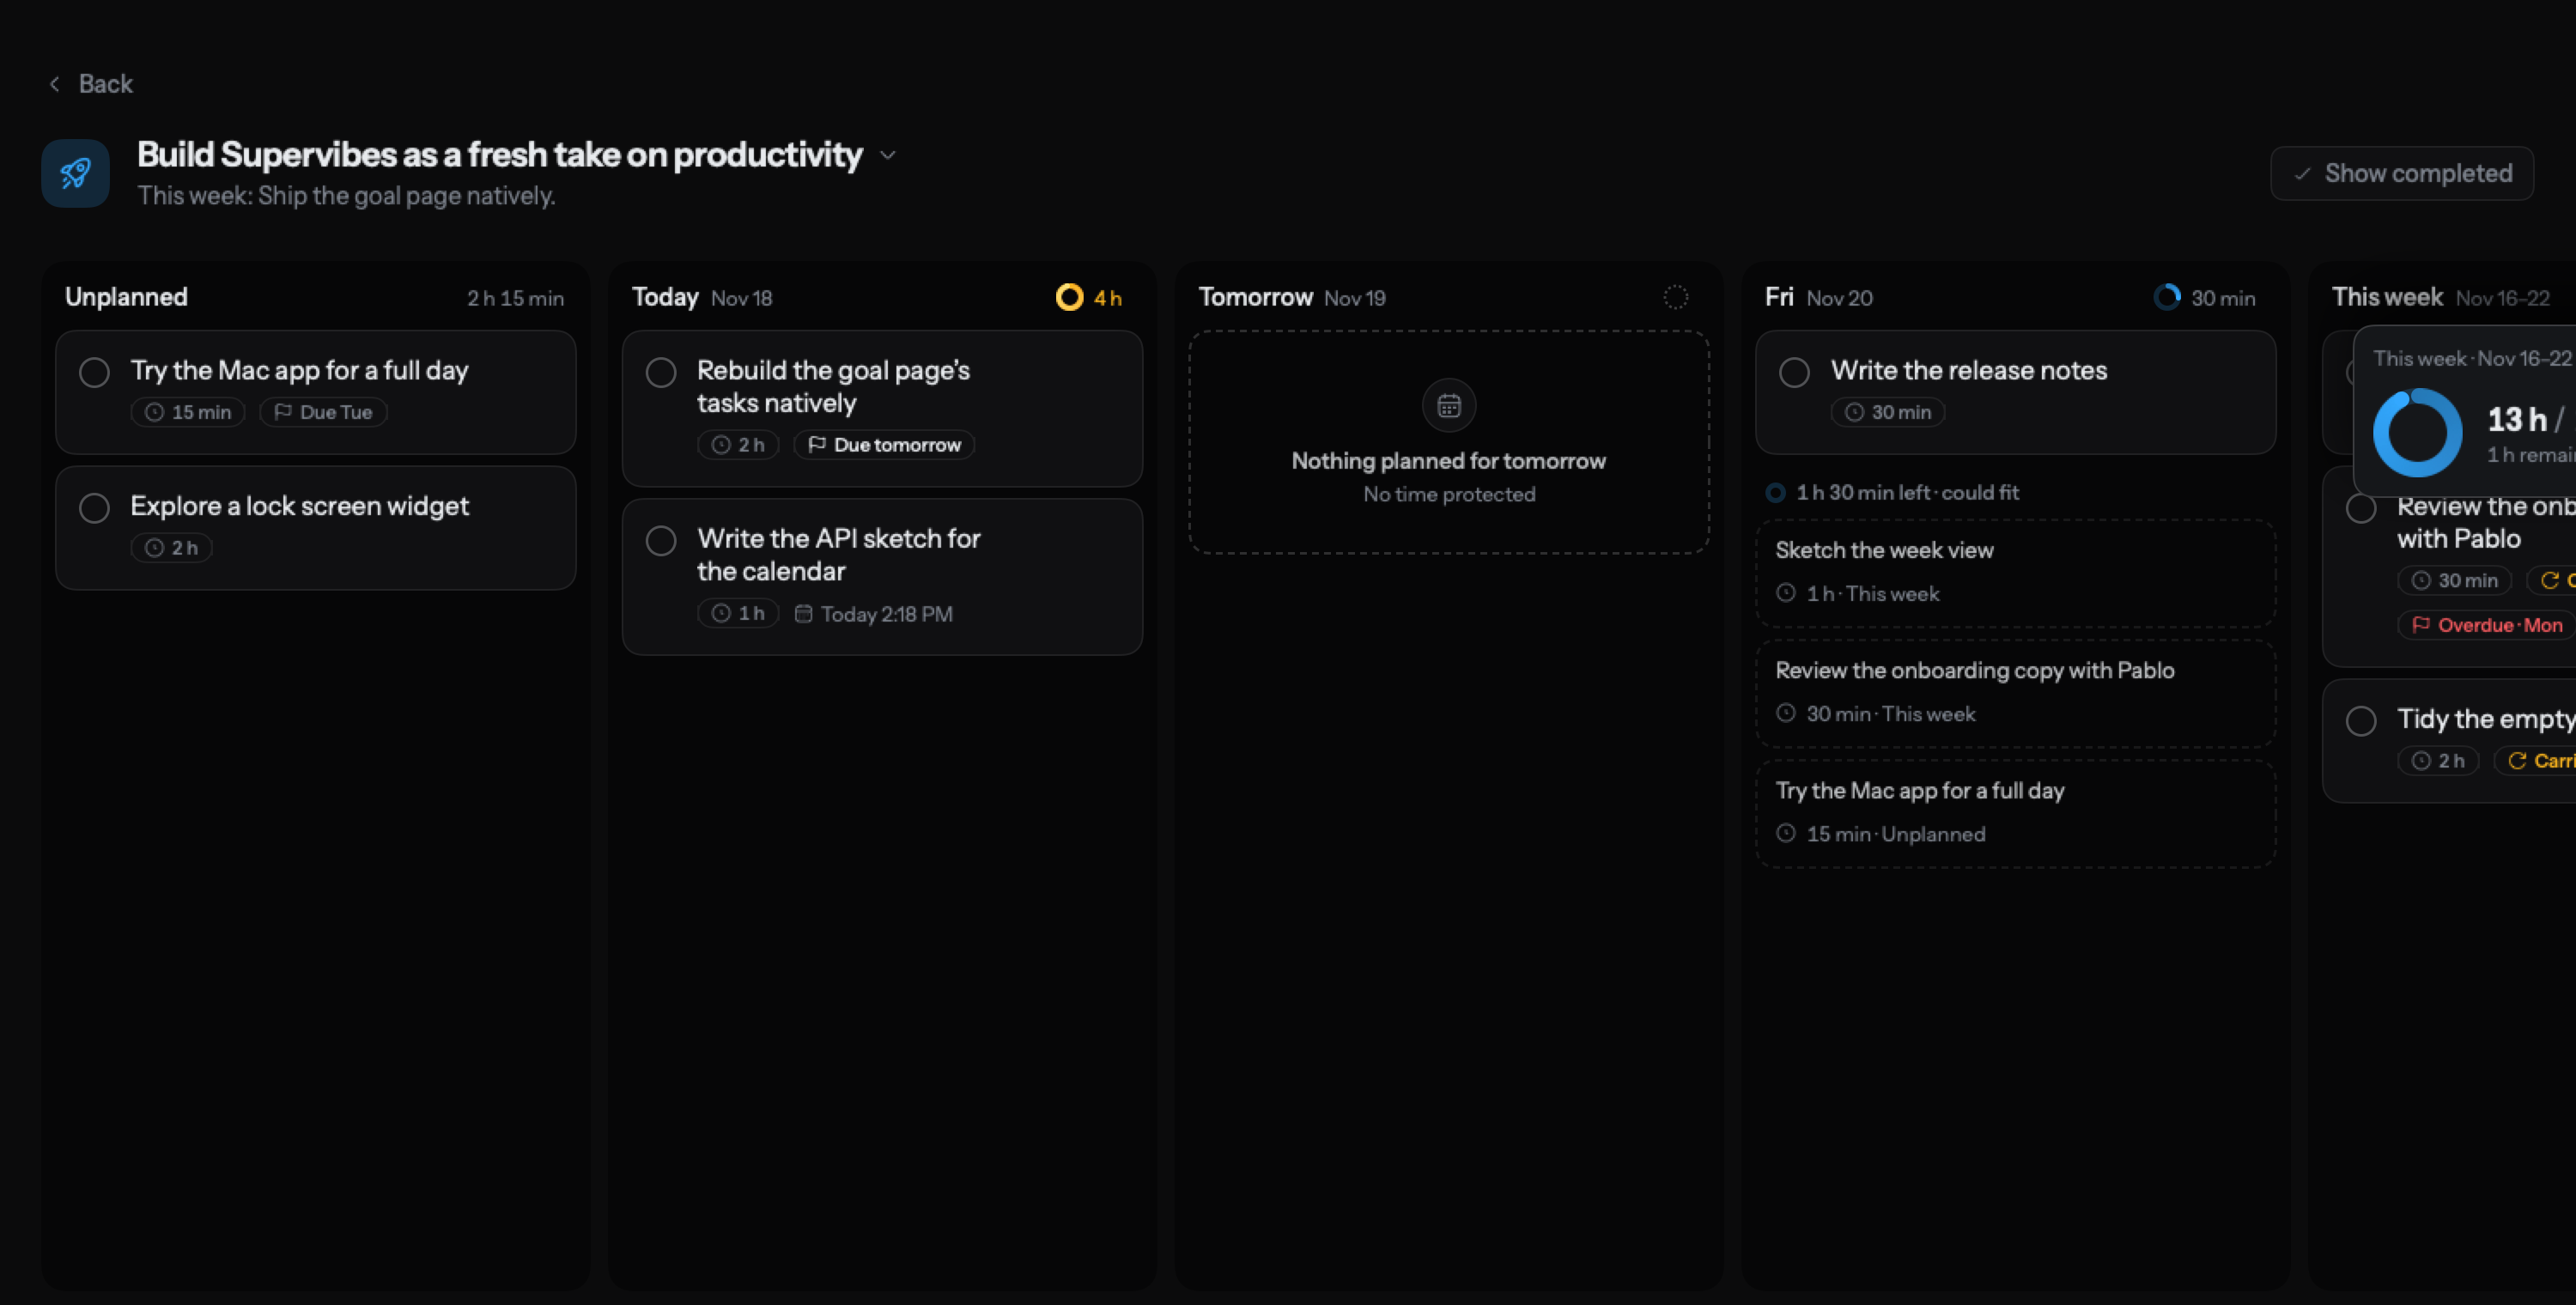 Back
Build Supervibes as a fresh take on productivity
This week: Ship the goal page natively.
Show completed
Unplanned
2 h 15 min
Try the Mac app for a full day
15 min
Due Tue
Explore a lock screen widget
2 h
Today Nov 18
4 h
Rebuild the goal page’s
tasks natively
2 h
Due tomorrow
Write the API sketch for
the calendar
1 h
Today 2:18 PM
Tomorrow Nov 19
Nothing planned for tomorrow
No time protected
Fri Nov 20
30 min
Write the release notes
30 min
1 h 30 min left · could fit
Sketch the week view
1 h · This week
Review the onboarding copy with Pablo
30 min · This week
Try the Mac app for a full day
15 min · Unplanned
This week Nov 16–22
This week · Nov 16–22
13 h /
1 h
Review the
with Pablo
30 min
Overdue · Mon
Tidy the empty
2 h